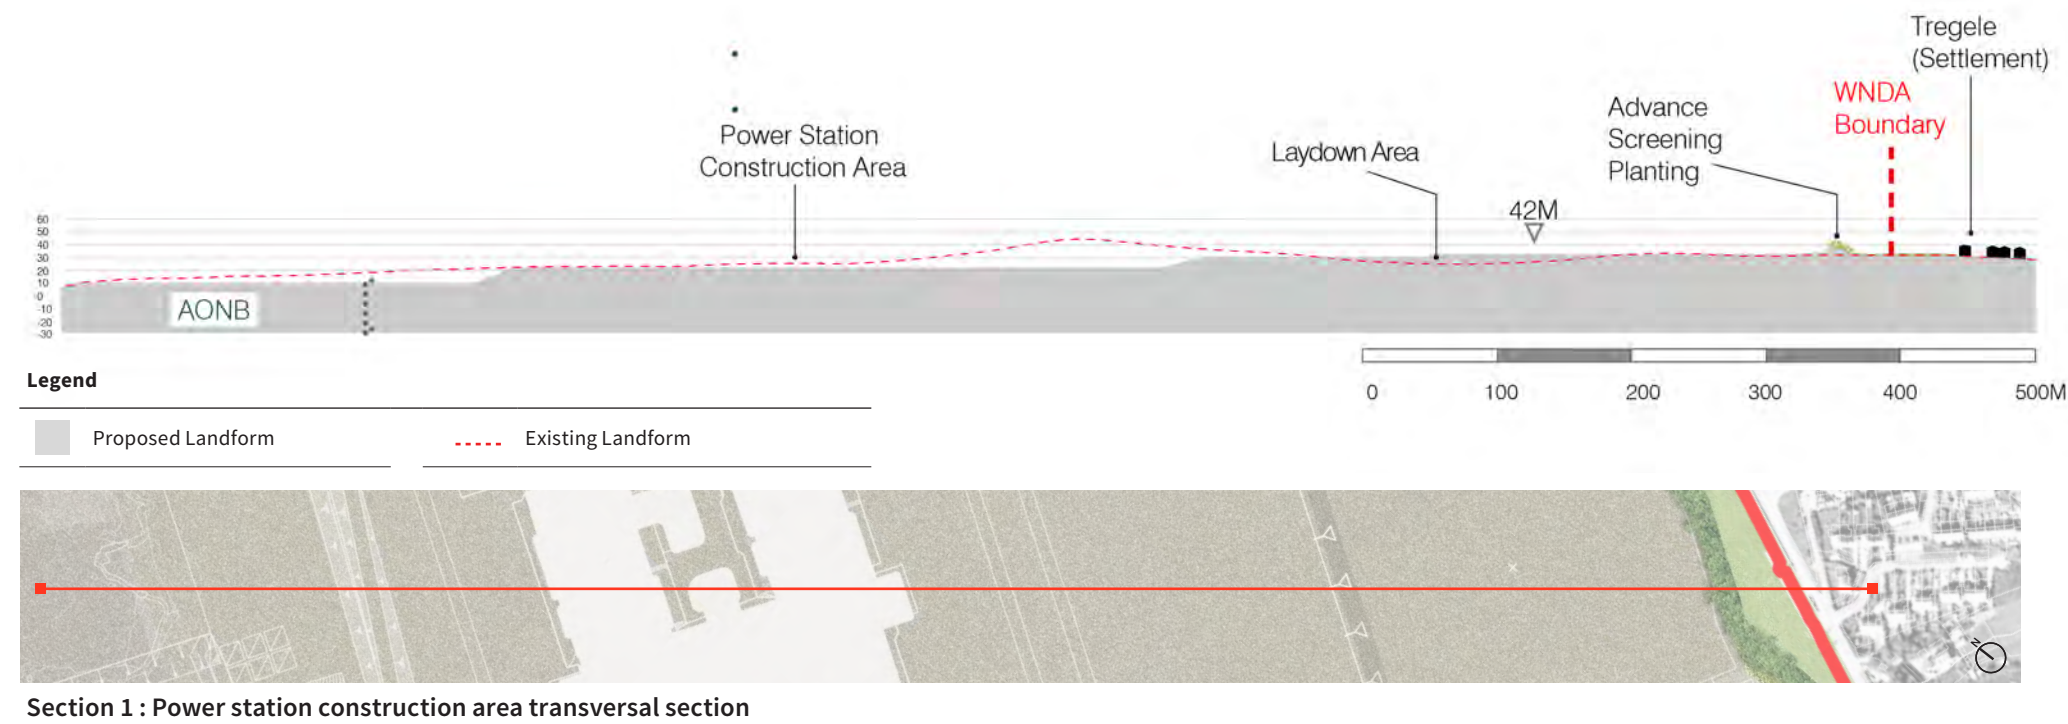 Tregele
(Settlement)
WNDA
Boundary
Advance
Screening
Planting
Power Station
Construction Area
Laydown Area
42M
60
50
40
30
20
10
0
-10
-20
-30
AONB
0 100 200 300 400 500M
Legend
Proposed Landform
Existing Landform
N
Section 1 : Power station construction area transversal section